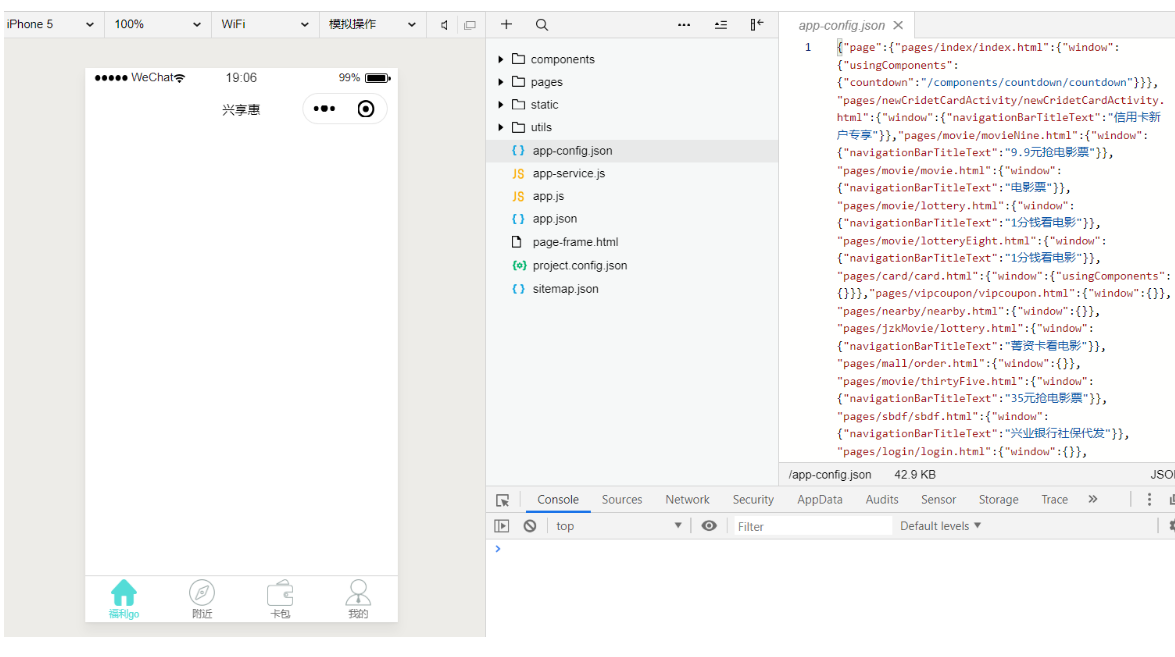 iPhone 5 100% WiFi 模拟操作
WeChat 19:06 99%
兴享惠
福利go 附近 卡包 我的
components
pages
static
utils
{ } app-config.json
JS app-service.js
JS app.js
{ } app.json
page-frame.html
{o} project.config.json
{ } sitemap.json
app-config.json
1 {"page":{"pages/index/index.html":{"window":
{"usingComponents":
{"countdown":"/components/countdown/countdown"}}},
"pages/newCridetCardActivity/newCridetCardActivity.
html":{"window":{"navigationBarTitleText":"信用卡新
户专享"}},"pages/movie/movieNine.html":{"window":
{"navigationBarTitleText":"9.9元抢电影票"}},
"pages/movie/movie.html":{"window":
{"navigationBarTitleText":"电影票"}},
"pages/movie/lottery.html":{"window":
{"navigationBarTitleText":"1分钱看电影"}},
"pages/movie/lotteryEight.html":{"window":
{"navigationBarTitleText":"1分钱看电影"}},
"pages/card/card.html":{"window":{"usingComponents":
{}}},"pages/vipcoupon/vipcoupon.html":{"window":{}},
"pages/nearby/nearby.html":{"window":{}},
"pages/jzkMovie/lottery.html":{"window":
{"navigationBarTitleText":"菁资卡看电影"}},
"pages/mall/order.html":{"window":{}},
"pages/movie/thirtyFive.html":{"window":
{"navigationBarTitleText":"35元抢电影票"}},
"pages/sbdf/sbdf.html":{"window":
{"navigationBarTitleText":"兴业银行社保代发"}},
"pages/login/login.html":{"window":{}},
/app-config.json 42.9 KB JSO
Console Sources Network Security AppData Audits Sensor Storage Trace
top Filter Default levels